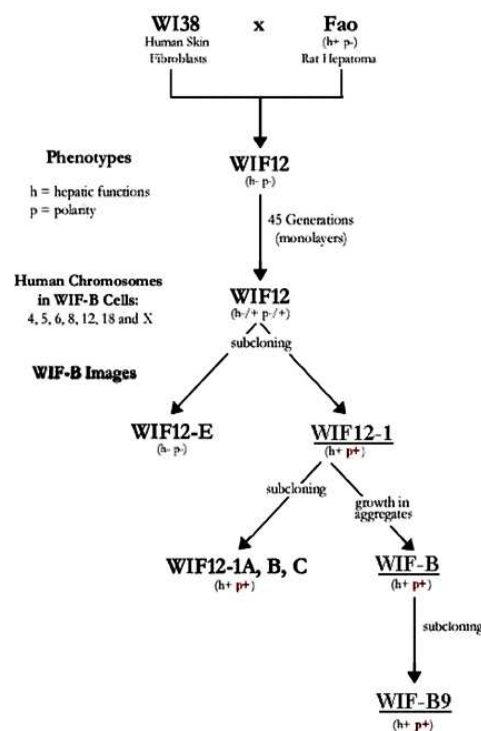 WI38 x Fao
Human Skin (h+ p-)
Fibroblasts Rat Hepatoma
WIF12
(h- p-)
Phenotypes
h = hepatic functions
p = polarity
45 Generations
(monolayers)
Human Chromosomes
in WIF-B Cells:
4, 5, 6, 8, 12, 18 and X
WIF12
(h-/+ p-/+)
subcloning
WIF-B Images
WIF12-E WIF12-1
(h- p-) (h+ p+)
subcloning growth in
aggregates
WIF12-1A, B, C WIF-B
(h+ p+) (h+ p+)
subcloning
WIF-B9
(h+ p+)